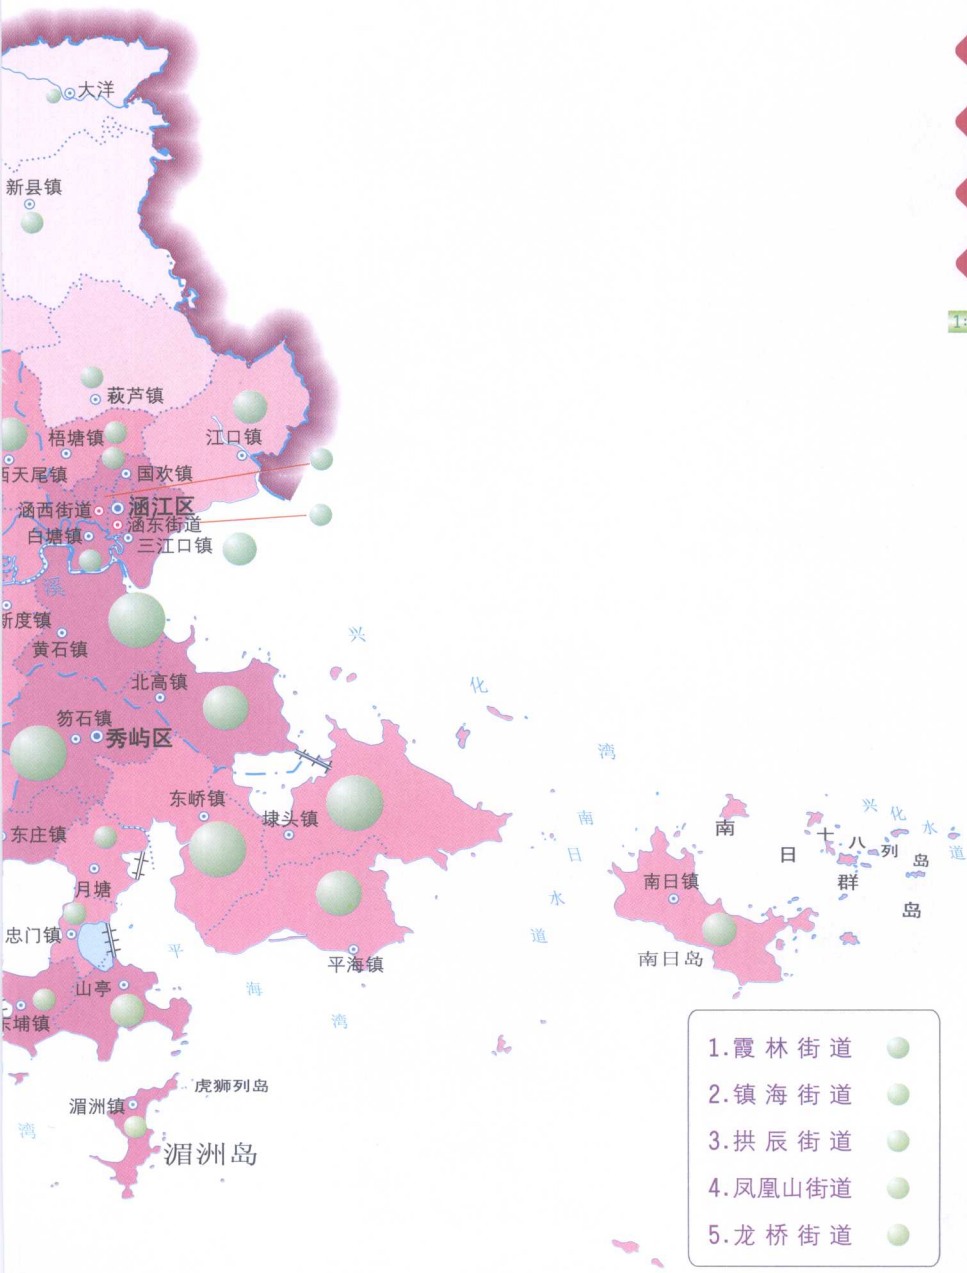 大洋
新县镇
1:
萩芦镇
江口镇
梧塘镇
西天尾镇
国欢镇
涵西街道
涵江区
涵东街道
白塘镇
三江口镇
溪
新度镇
黄石镇
兴
化
湾
北高镇
笏石镇
秀屿区
东峤镇
埭头镇
东庄镇
月塘
忠门镇
山亭
东埔镇
平海镇
平
海
湾
南
日
水
道
南日群岛
十八列岛
兴化水道
南日镇
南日岛
湄洲镇
虎狮列岛
湄洲岛
湾
1.霞林街道
2.镇海街道
3.拱辰街道
4.凤凰山街道
5.龙桥街道